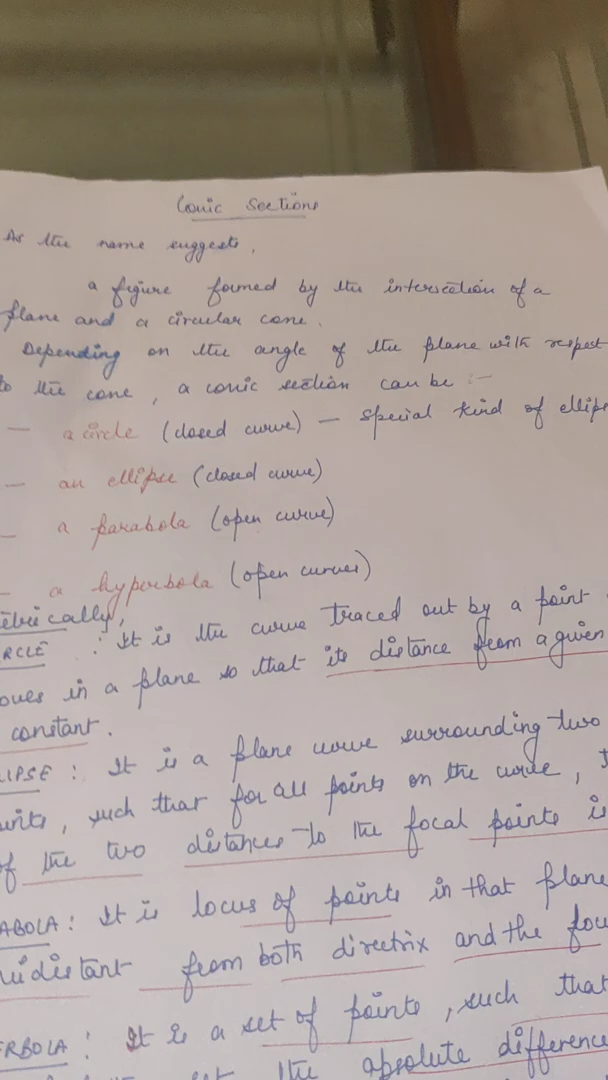 Conic Sections
As the name suggests,
a figure formed by the intersection of a
plane and a circular cone.
Depending on the angle of the plane with respect
to the cone, a conic section can be :-
— a circle (closed curve) — special kind of ellips
— an ellipse (closed curve)
— a parabola (open curve)
— a hyperbola (open curves)
etrically,
RCLE : It is the curve traced out by a point
oves in a plane so that its distance from a given
constant.
LIPSE : It is a plane curve surrounding two
oints, such that for all points on the curve, t
of the two distances to the focal points is
ABOLA : It is locus of points in that plane
uidistant from both directrix and the fou
ERBOLA : It is a set of points, such that
the absolute difference